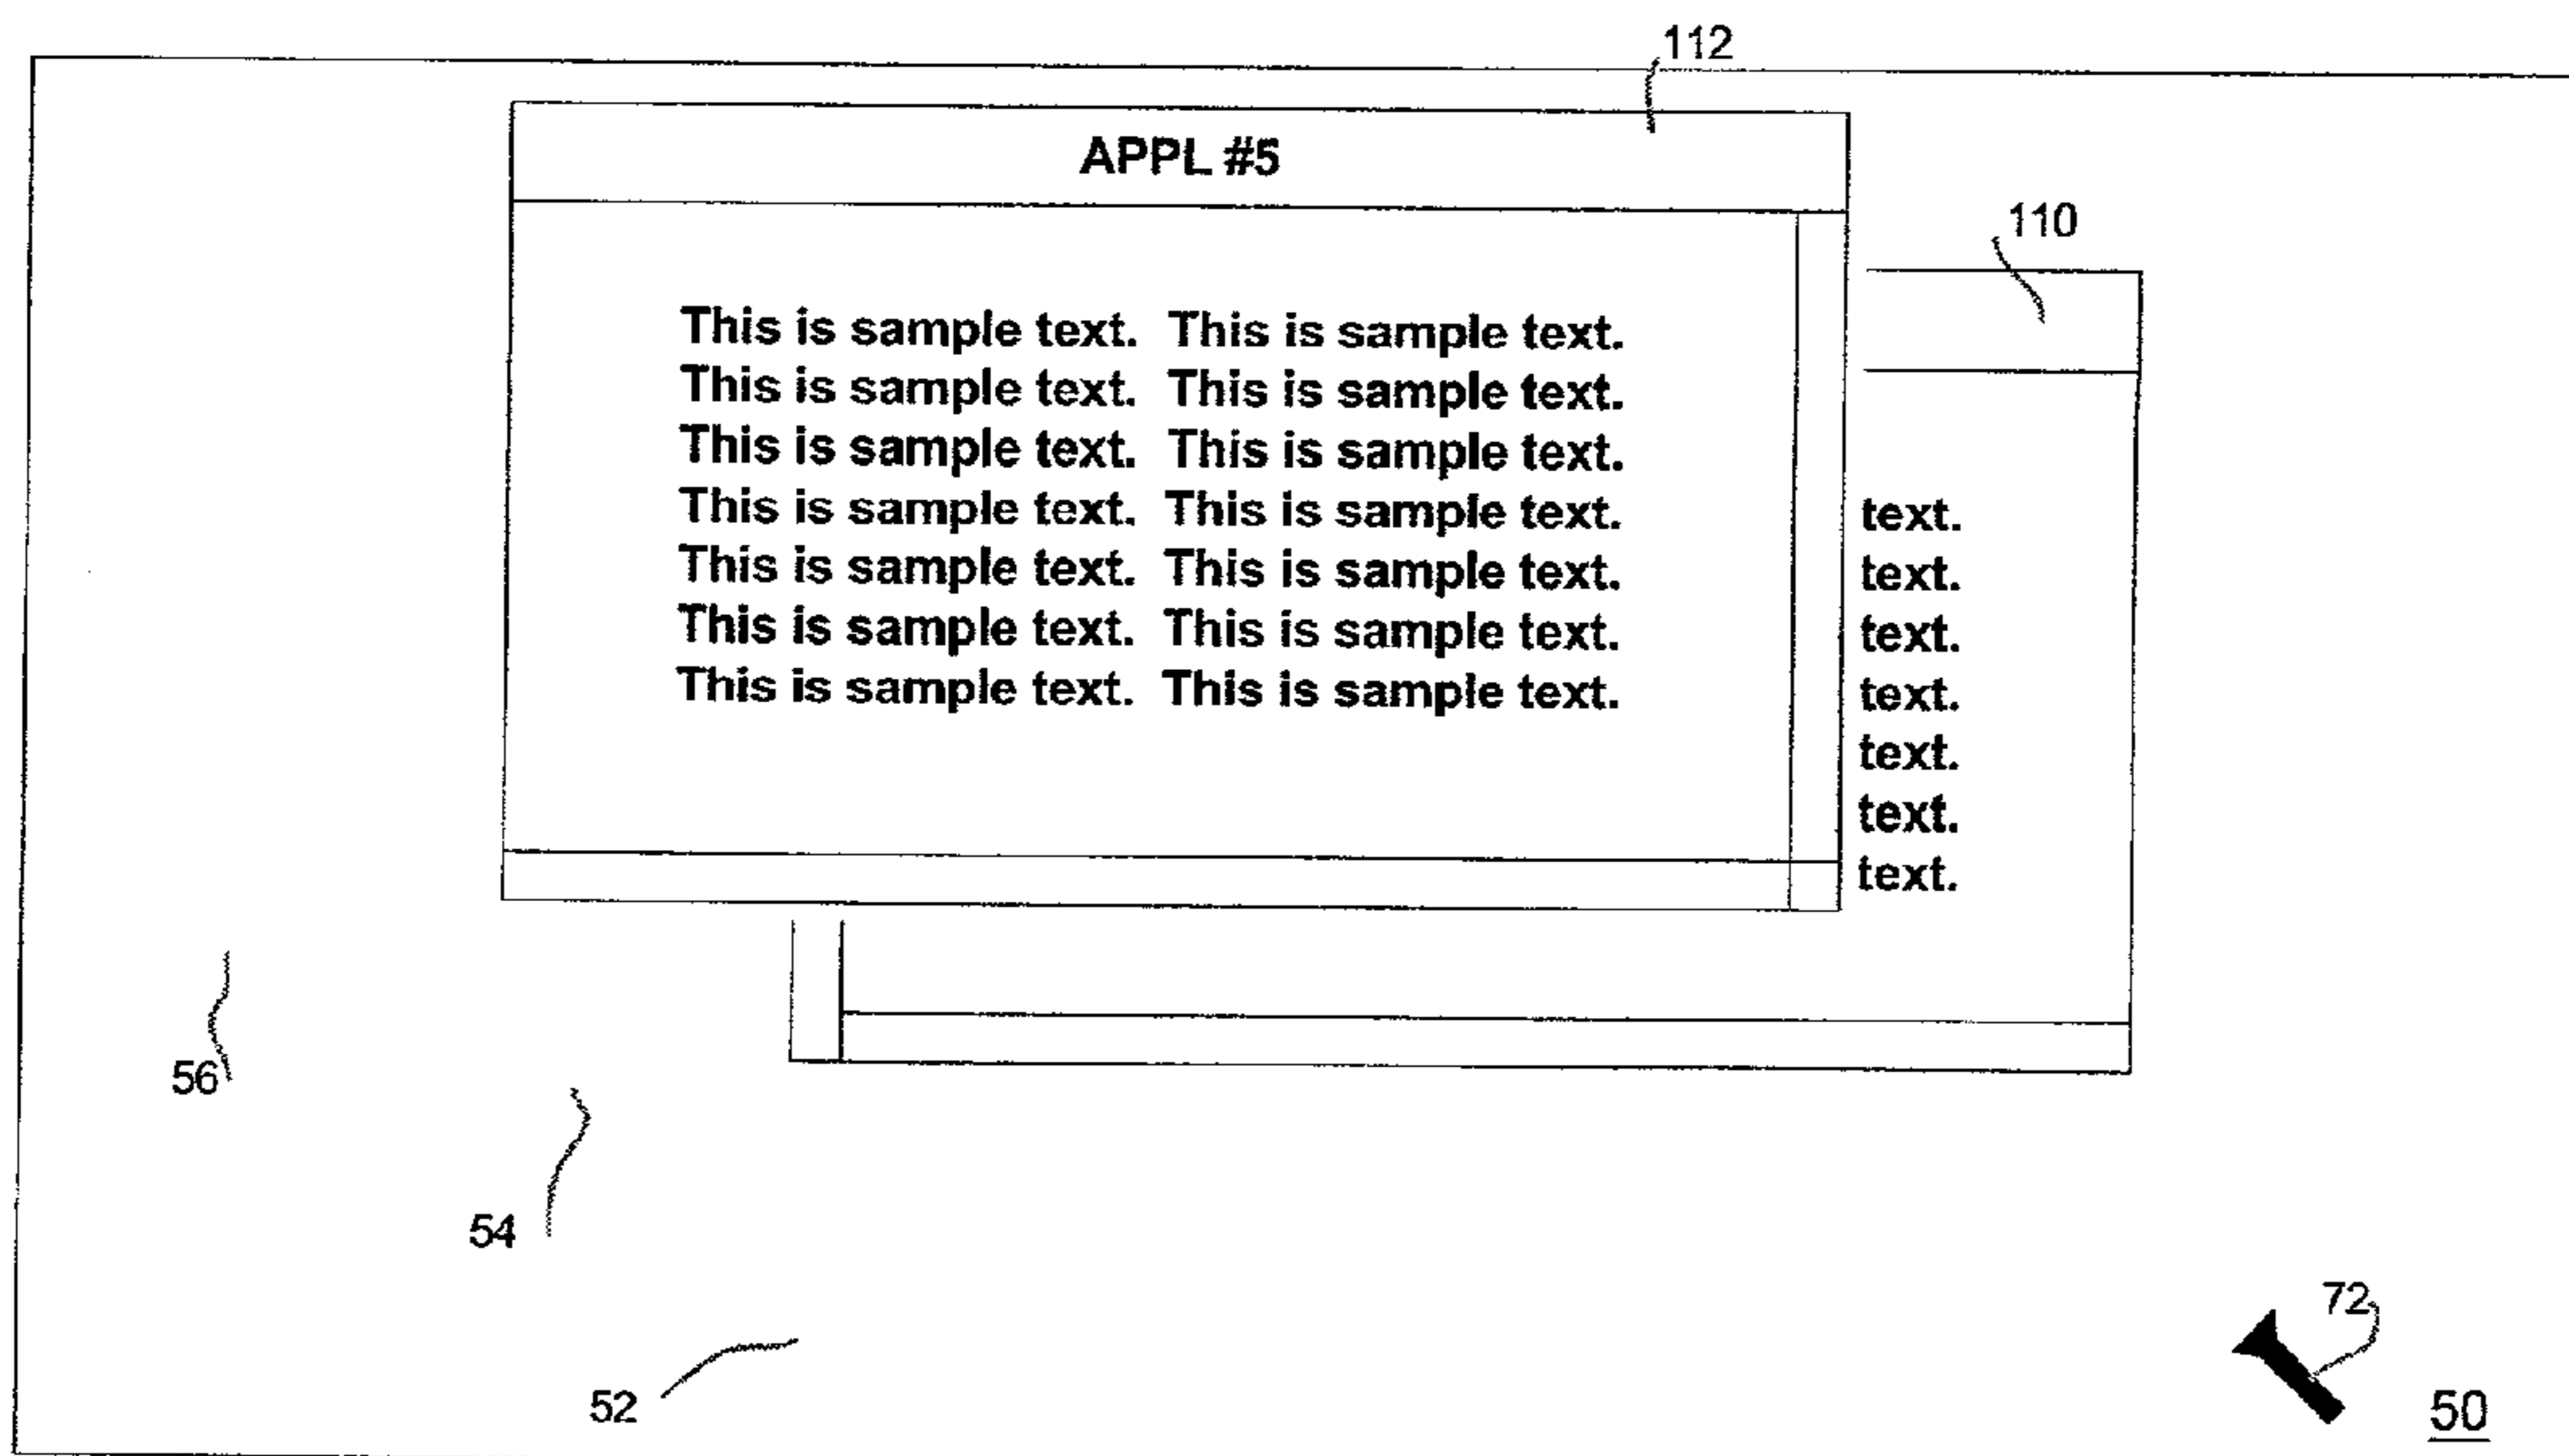 112
APPL #5
110
This is sample text. This is sample text.
This is sample text. This is sample text.
This is sample text. This is sample text.
This is sample text. This is sample text. text.
This is sample text. This is sample text. text.
This is sample text. This is sample text. text.
This is sample text. This is sample text. text.
text.
text.
text.
56
54
72
52
50